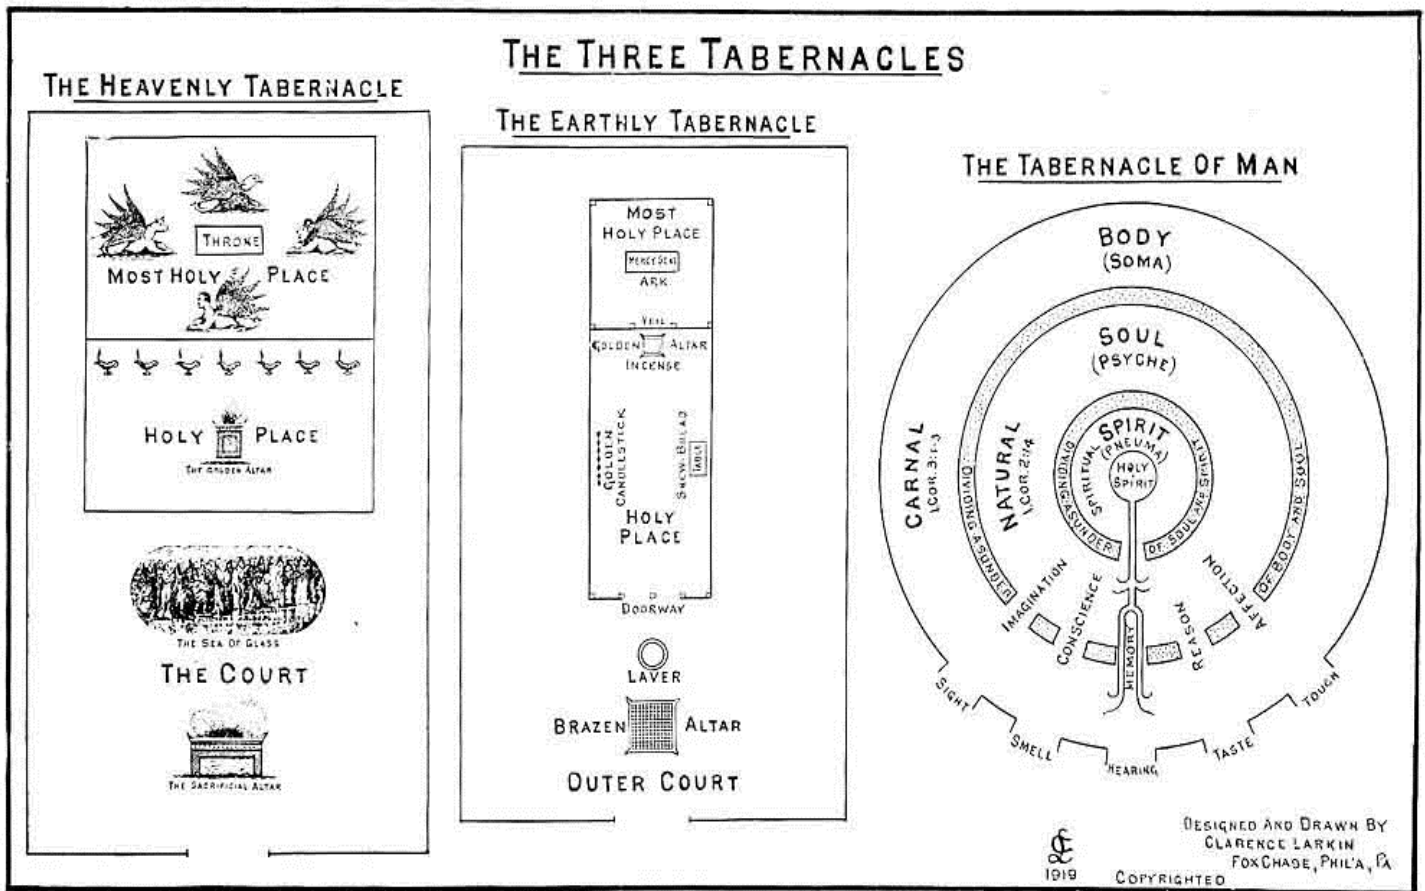 THE THREE TABERNACLES
THE HEAVENLY TABERNACLE
THRONE
MOST HOLY PLACE
HOLY PLACE
THE GOLDEN ALTAR
THE SEA OF GLASS
THE COURT
THE SACRIFICIAL ALTAR
THE EARTHLY TABERNACLE
MOST
HOLY PLACE
MERCY SEAT
ARK
VEIL
GOLDEN ALTAR
INCENSE
GOLDEN
CANDLESTICK
SHEW BREAD
TABLE
HOLY
PLACE
DOORWAY
LAVER
BRAZEN ALTAR
OUTER COURT
THE TABERNACLE OF MAN
BODY
(SOMA)
SOUL
(PSYCHE)
SPIRIT
(PNEUMA)
HOLY
SPIRIT
CARNAL
1.COR.3:1-3
NATURAL
1.COR.2:14
SPIRITUAL
DIVIDING ASUNDER OF SOUL AND SPIRIT
DIVIDING ASUNDER OF BODY AND SOUL
IMAGINATION
CONSCIENCE
MEMORY
REASON
AFFECTION
SIGHT
SMELL
HEARING
TASTE
TOUCH
1919
DESIGNED AND DRAWN BY
CLARENCE LARKIN
FOX CHASE, PHIL'A, PA
COPYRIGHTED